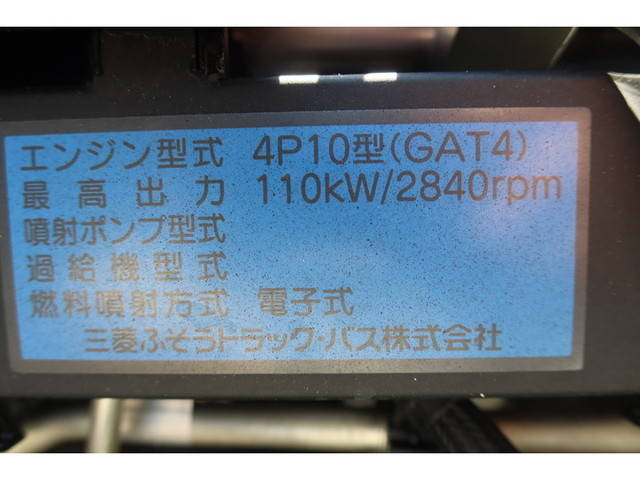 エンジン型式 4P10型(GAT4)
最高出力 110kW/2840rpm
噴射ポンプ型式
過給機型式
燃料噴射方式 電子式
三菱ふそうトラック・バス株式会社